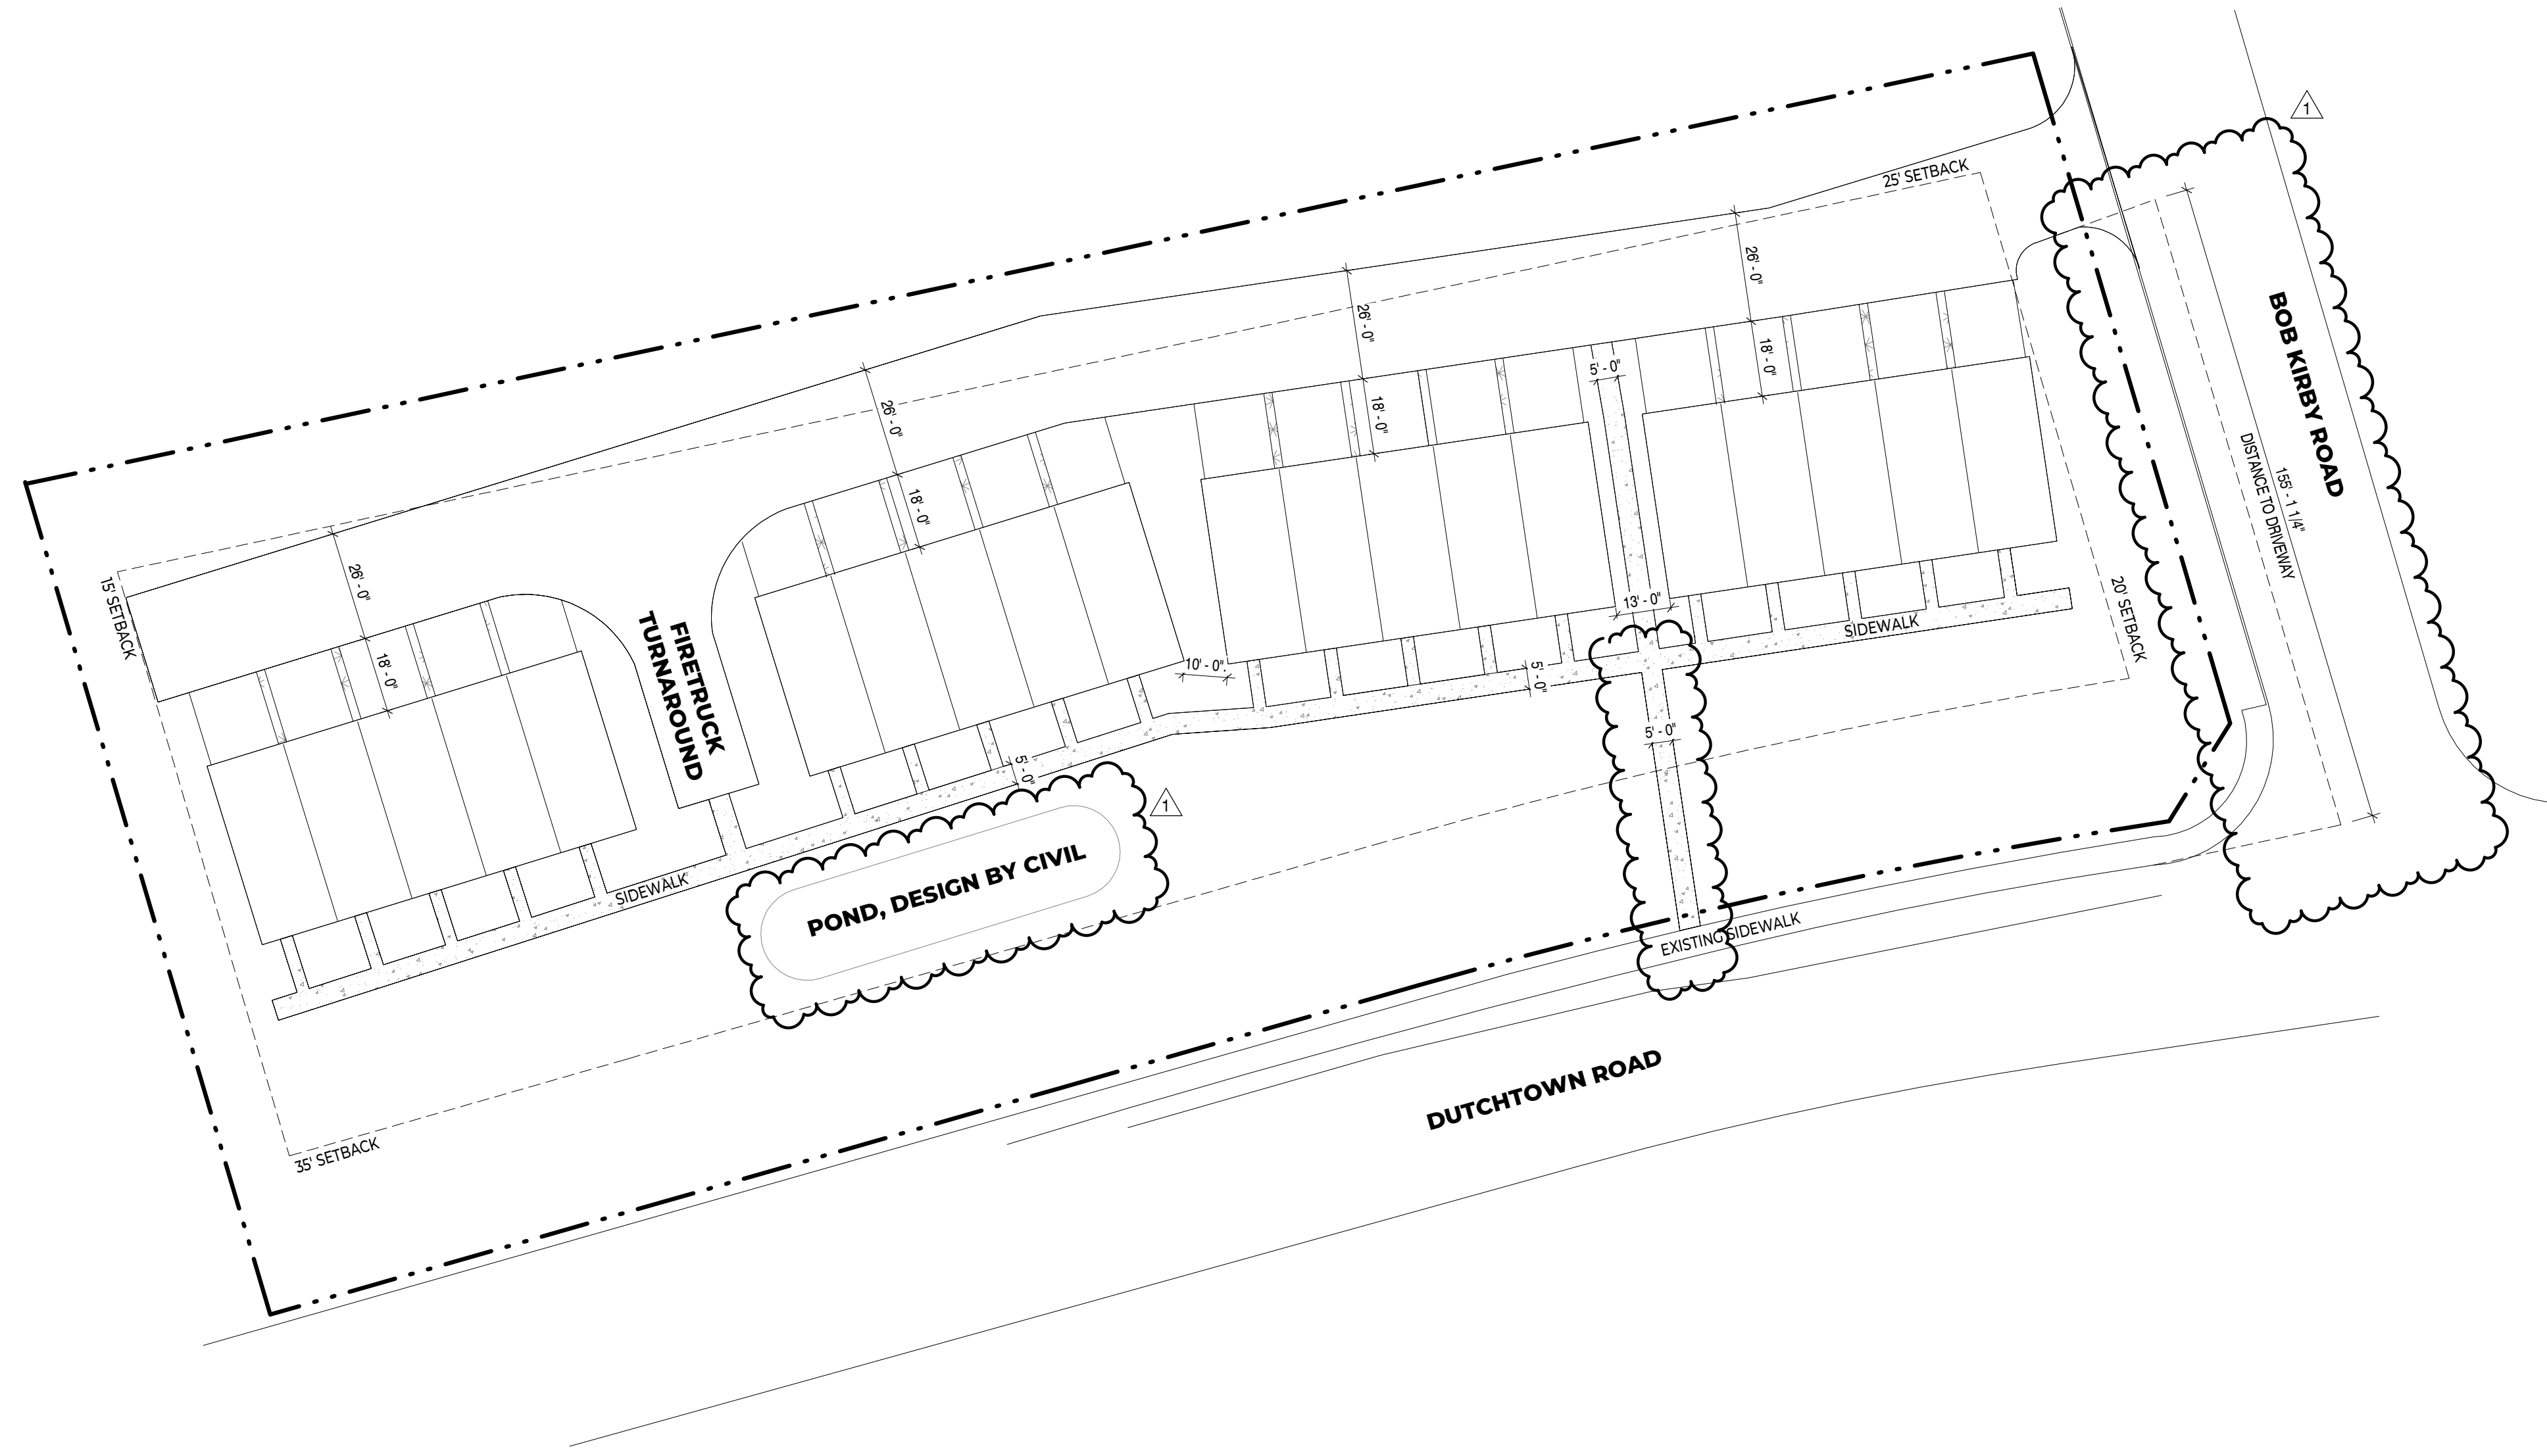 1
25' SETBACK
26' - 0"
BOB KIRBY ROAD
155' - 1 1/4"
DISTANCE TO DRIVEWAY
26' - 0"
18' - 0"
5' - 0"
26' - 0"
18' - 0"
18' - 0"
15' SETBACK
26' - 0"
18' - 0"
FIRETRUCK
TURNAROUND
13' - 0"
20' SETBACK
SIDEWALK
10' - 0"
5' - 0"
5' - 0"
5' - 0"
1
SIDEWALK
POND, DESIGN BY CIVIL
EXISTING SIDEWALK
DUTCHTOWN ROAD
35' SETBACK